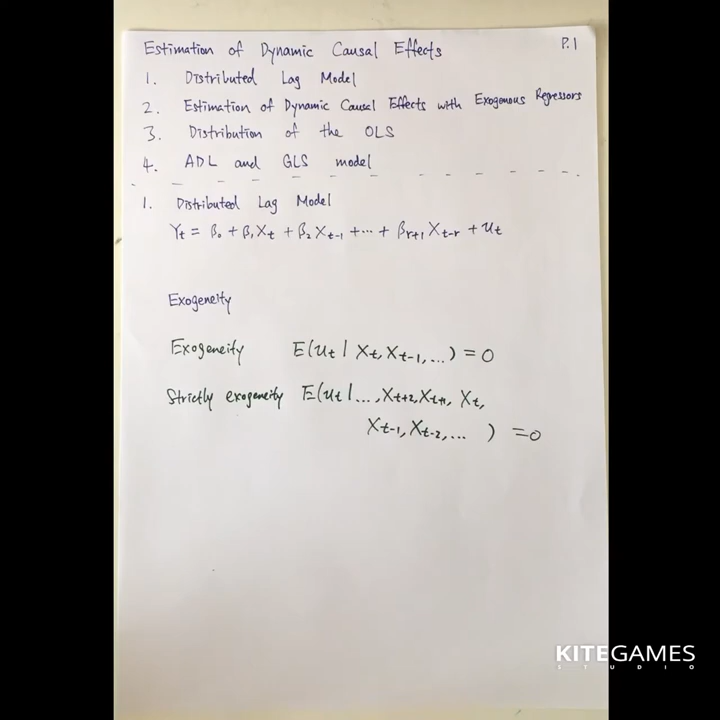 Estimation of Dynamic Causal Effects P.1
1. Distributed Lag Model
2. Estimation of Dynamic Causal Effects with Exogenous Regressors
3. Distribution of the OLS
4. ADL and GLS model
1. Distributed Lag Model
Yt = β₀ + β₁Xt + β₂Xt-1 + ... + βr+1 Xt-r + ut
Exogeneity
Exogeneity E(ut | Xt, Xt-1, ...) = 0
Strictly exogeneity E(ut | ..., Xt+2, Xt+1, Xt,
Xt-1, Xt-2, ... ) = 0
KITEGAMES
STUDIO